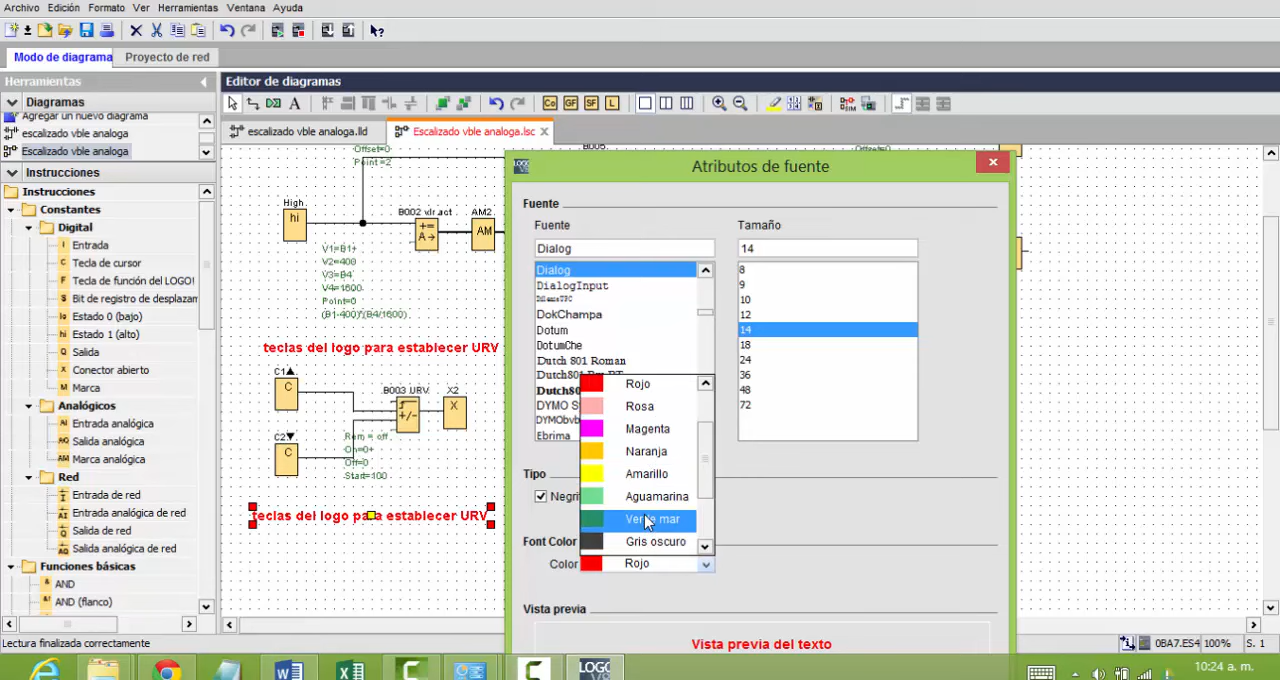 Archivo Edición Formato Ver Herramientas Ventana Ayuda
Modo de diagrama Proyecto de red
Herramientas
Diagramas
Agregar un nuevo diagrama
escalizado vble analoga
Escalizado vble analoga
Instrucciones
Instrucciones
Constantes
Digital
Entrada
Tecla de cursor
Tecla de función del LOGO!
Bit de registro de desplazam
Estado 0 (bajo)
Estado 1 (alto)
Salida
Conector abierto
Marca
Analógicos
Entrada analógica
Salida analógica
Marca analógica
Red
Entrada de red
Entrada analógica de red
Salida de red
Salida analógica de red
Funciones básicas
AND
AND (flanco)
Lectura finalizada correctamente
Editor de diagramas
escalizado vble analoga.lld
Escalizado vble analoga.lsc
Offset=0
Point =2
B005
Offset=0
High
hi
B002 vlr act
A→
AM2
AM
V1=B1+
V2=400
V3=B4
V4=1600
Point=0
(B1-400)*(B4/1600)
teclas del logo para establecer URV
C1▲
C
B003 URV
+/-
X2
X
C2▼
C
Rem = off
On=0+
Off=0
Start=100
teclas del logo para establecer URV
Atributos de fuente
Fuente
Fuente
Tamaño
Dialog
14
Dialog
DialogInput
DokChampa
Dotum
DotumChe
Dutch 801 Roman
Dutch801
DYMO S
DYMObvb
Ebrima
8
9
10
12
14
18
24
36
48
72
Rojo
Rosa
Magenta
Naranja
Amarillo
Aguamarina
Verde mar
Gris oscuro
Tipo
Negri
Font Color
Color Rojo
Vista previa
Vista previa del texto
0BA7.ES4 100% S. 1
10:24 a. m.